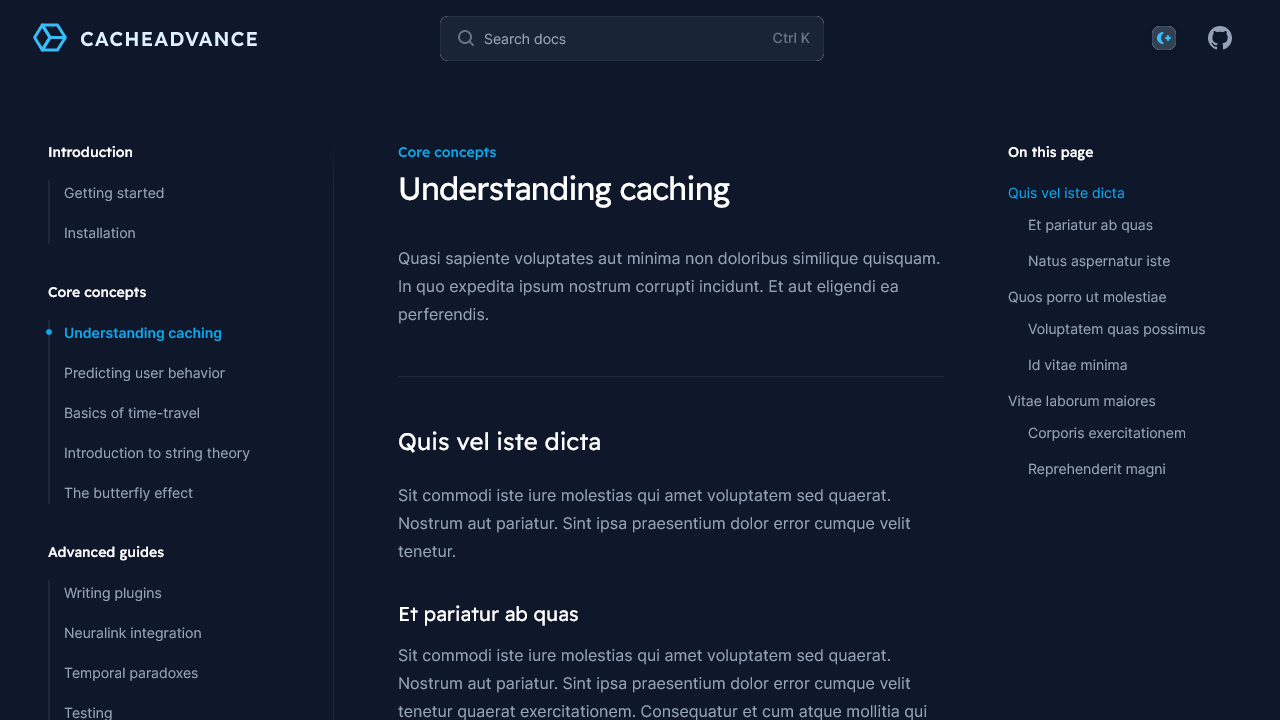 CACHEADVANCE
Search docs
Ctrl K
Introduction
Getting started
Installation
Core concepts
Understanding caching
Predicting user behavior
Basics of time-travel
Introduction to string theory
The butterfly effect
Advanced guides
Writing plugins
Neuralink integration
Temporal paradoxes
Testing
Core concepts
Understanding caching
Quasi sapiente voluptates aut minima non doloribus similique quisquam.
In quo expedita ipsum nostrum corrupti incidunt. Et aut eligendi ea
perferendis.
Quis vel iste dicta
Sit commodi iste iure molestias qui amet voluptatem sed quaerat.
Nostrum aut pariatur. Sint ipsa praesentium dolor error cumque velit
tenetur.
Et pariatur ab quas
Sit commodi iste iure molestias qui amet voluptatem sed quaerat.
Nostrum aut pariatur. Sint ipsa praesentium dolor error cumque velit
tenetur quaerat exercitationem. Consequatur et cum atque mollitia qui
On this page
Quis vel iste dicta
Et pariatur ab quas
Natus aspernatur iste
Quos porro ut molestiae
Voluptatem quas possimus
Id vitae minima
Vitae laborum maiores
Corporis exercitationem
Reprehenderit magni